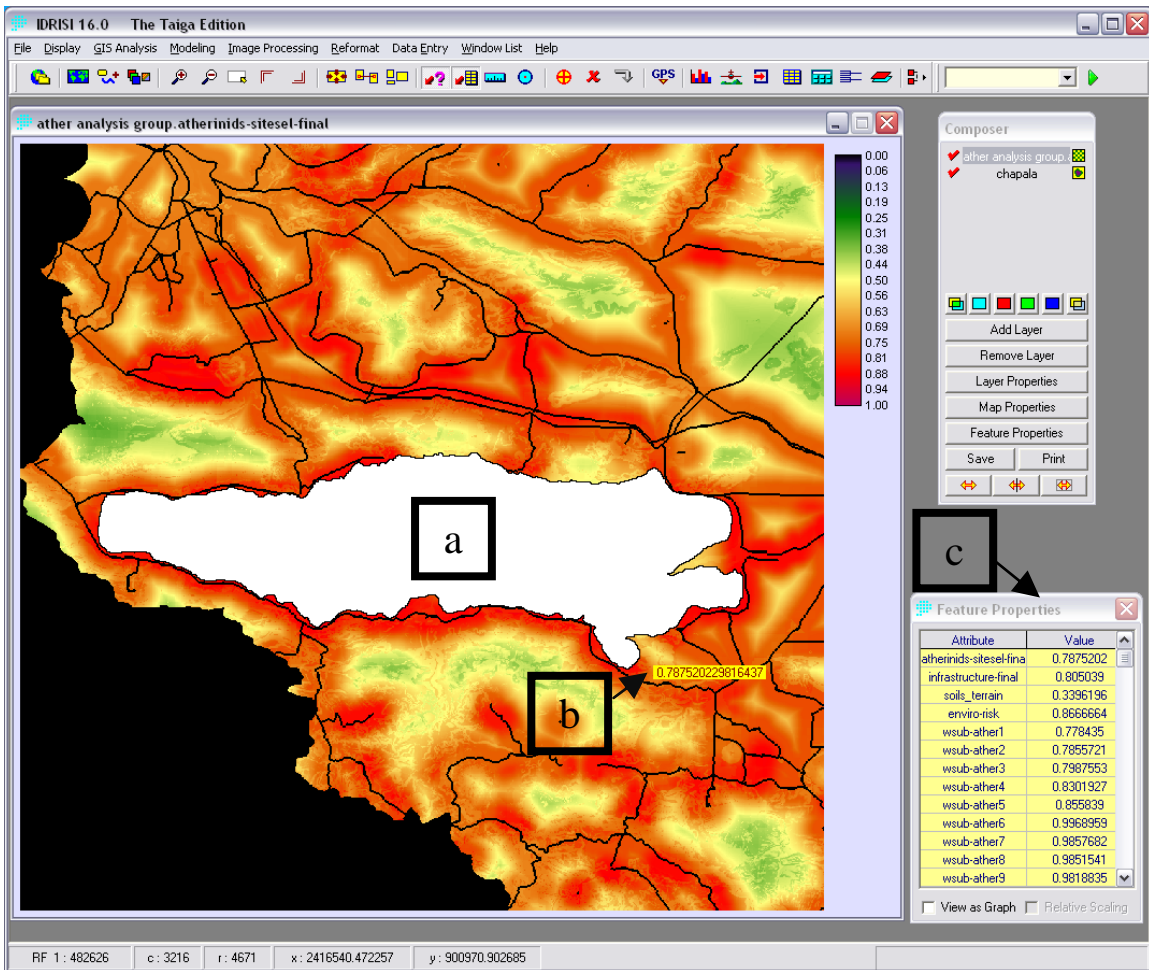 IDRISI 16.0 The Taiga Edition
File Display GIS Analysis Modeling Image Processing Reformat Data Entry Window List Help
GPS
ather analysis group.atherinids-sitesel-final
0.00
0.06
0.13
0.19
0.25
0.31
0.38
0.44
0.50
0.56
0.63
0.69
0.75
0.81
0.88
0.94
1.00
a
b
0.787520229816437
Composer
ather analysis group.
chapala
Add Layer
Remove Layer
Layer Properties
Map Properties
Feature Properties
Save Print
c
Feature Properties
Attribute Value
atherinids-sitesel-fina 0.7875202
infrastructure-final 0.805039
soils_terrain 0.3396196
enviro-risk 0.8666664
wsub-ather1 0.778435
wsub-ather2 0.7855721
wsub-ather3 0.7987553
wsub-ather4 0.8301927
wsub-ather5 0.855839
wsub-ather6 0.9968959
wsub-ather7 0.9857682
wsub-ather8 0.9851541
wsub-ather9 0.9818835
View as Graph Relative Scaling
RF 1 : 482626 c : 3216 r : 4671 x : 2416540.472257 y : 900970.902685